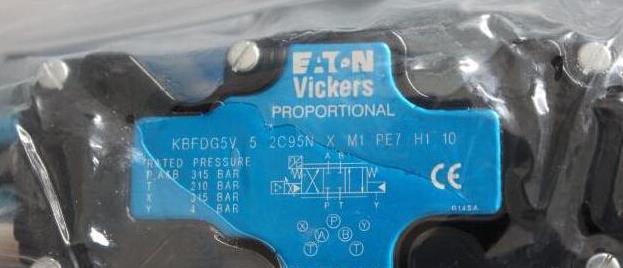 EATON
Vickers
PROPORTIONAL
KBFDG5V 5 2C95N X M1 PE7 H1 10
RATED PRESSURE
P,A&B 315 BAR
T 210 BAR
X 315 BAR
Y 4 BAR
A B
W W
P T Y
X P Y
A B
T T
CE